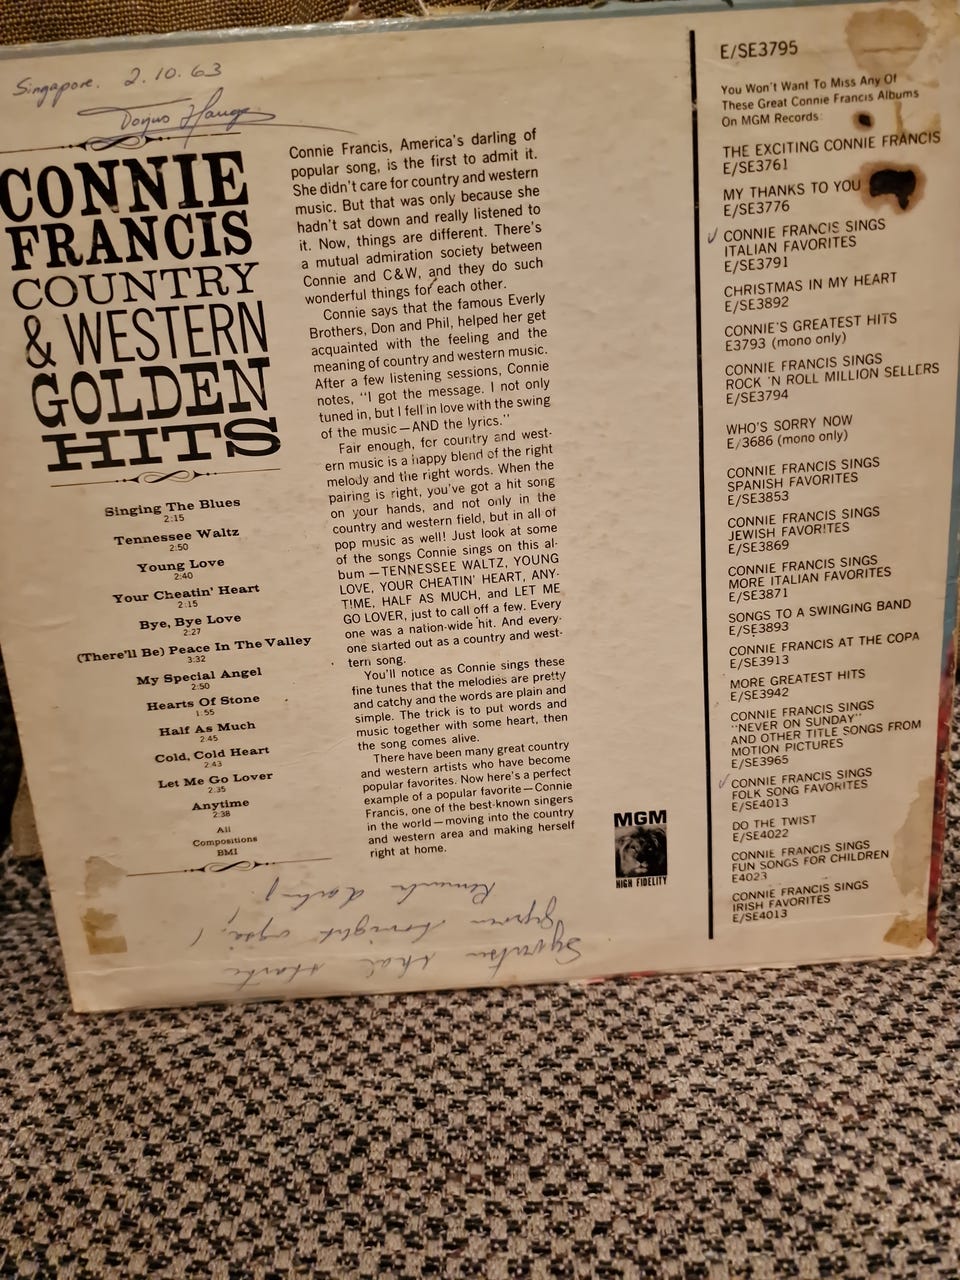 Singapore. 2.10.63
CONNIE
FRANCIS
COUNTRY
& WESTERN
GOLDEN
HITS
Singing The Blues
2:15
Tennessee Waltz
2:50
Young Love
2:40
Your Cheatin' Heart
2:15
Bye, Bye Love
2:27
(There'll Be) Peace In The Valley
3:32
My Special Angel
2:50
Hearts Of Stone
1:55
Half As Much
2:45
Cold, Cold Heart
2:43
Let Me Go Lover
2:35
Anytime
2:38
All
Compositions
BMI
Connie Francis, America's darling of
popular song, is the first to admit it.
She didn't care for country and western
music. But that was only because she
hadn't sat down and really listened to
it. Now, things are different. There's
a mutual admiration society between
Connie and C&W, and they do such
wonderful things for each other.
Connie says that the famous Everly
Brothers, Don and Phil, helped her get
acquainted with the feeling and the
meaning of country and western music.
After a few listening sessions, Connie
notes, "I got the message. I not only
tuned in, but I fell in love with the swing
of the music—AND the lyrics."
Fair enough, for country and west-
ern music is a happy blend of the right
melody and the right words. When the
pairing is right, you've got a hit song
on your hands, and not only in the
country and western field, but in all of
pop music as well! Just look at some
of the songs Connie sings on this al-
bum—TENNESSEE WALTZ, YOUNG
LOVE, YOUR CHEATIN' HEART, ANY-
TIME, HALF AS MUCH, and LET ME
GO LOVER, just to call off a few. Every
one was a nation-wide hit. And every-
one started out as a country and west-
tern song.
You'll notice as Connie sings these
fine tunes that the melodies are pretty
and catchy and the words are plain and
simple. The trick is to put words and
music together with some heart, then
the song comes alive.
There have been many great country
and western artists who have become
popular favorites. Now here's a perfect
example of a popular favorite—Connie
Francis, one of the best-known singers
in the world—moving into the country
and western area and making herself
right at home.
MGM
HIGH FIDELITY
E/SE3795
You Won't Want To Miss Any Of
These Great Connie Francis Albums
On MGM Records:
THE EXCITING CONNIE FRANCIS
E/SE3761
MY THANKS TO YOU
E/SE3776
CONNIE FRANCIS SINGS
ITALIAN FAVORITES
E/SE3791
CHRISTMAS IN MY HEART
E/SE3892
CONNIE'S GREATEST HITS
E3793 (mono only)
CONNIE FRANCIS SINGS
ROCK 'N ROLL MILLION SELLERS
E/SE3794
WHO'S SORRY NOW
E/3686 (mono only)
CONNIE FRANCIS SINGS
SPANISH FAVORITES
E/SE3853
CONNIE FRANCIS SINGS
JEWISH FAVORITES
E/SE3869
CONNIE FRANCIS SINGS
MORE ITALIAN FAVORITES
E/SE3871
SONGS TO A SWINGING BAND
E/SE3893
CONNIE FRANCIS AT THE COPA
E/SE3913
MORE GREATEST HITS
E/SE3942
CONNIE FRANCIS SINGS
"NEVER ON SUNDAY"
AND OTHER TITLE SONGS FROM
MOTION PICTURES
E/SE3965
CONNIE FRANCIS SINGS
FOLK SONG FAVORITES
E/SE4013
DO THE TWIST
E/SE4022
CONNIE FRANCIS SINGS
FUN SONGS FOR CHILDREN
E4023
CONNIE FRANCIS SINGS
IRISH FAVORITES
E/SE4013